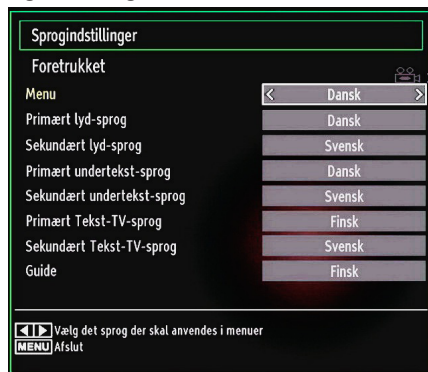 Sprogindstillinger
Foretrukket
Menu < Dansk >
Primært lyd-sprog Dansk
Sekundært lyd-sprog Svensk
Primært undertekst-sprog Dansk
Sekundært undertekst-sprog Svensk
Primært Tekst-TV-sprog Finsk
Sekundært Tekst-TV-sprog Svensk
Guide Finsk
Vælg det sprog der skal anvendes i menuer
MENU Afslut